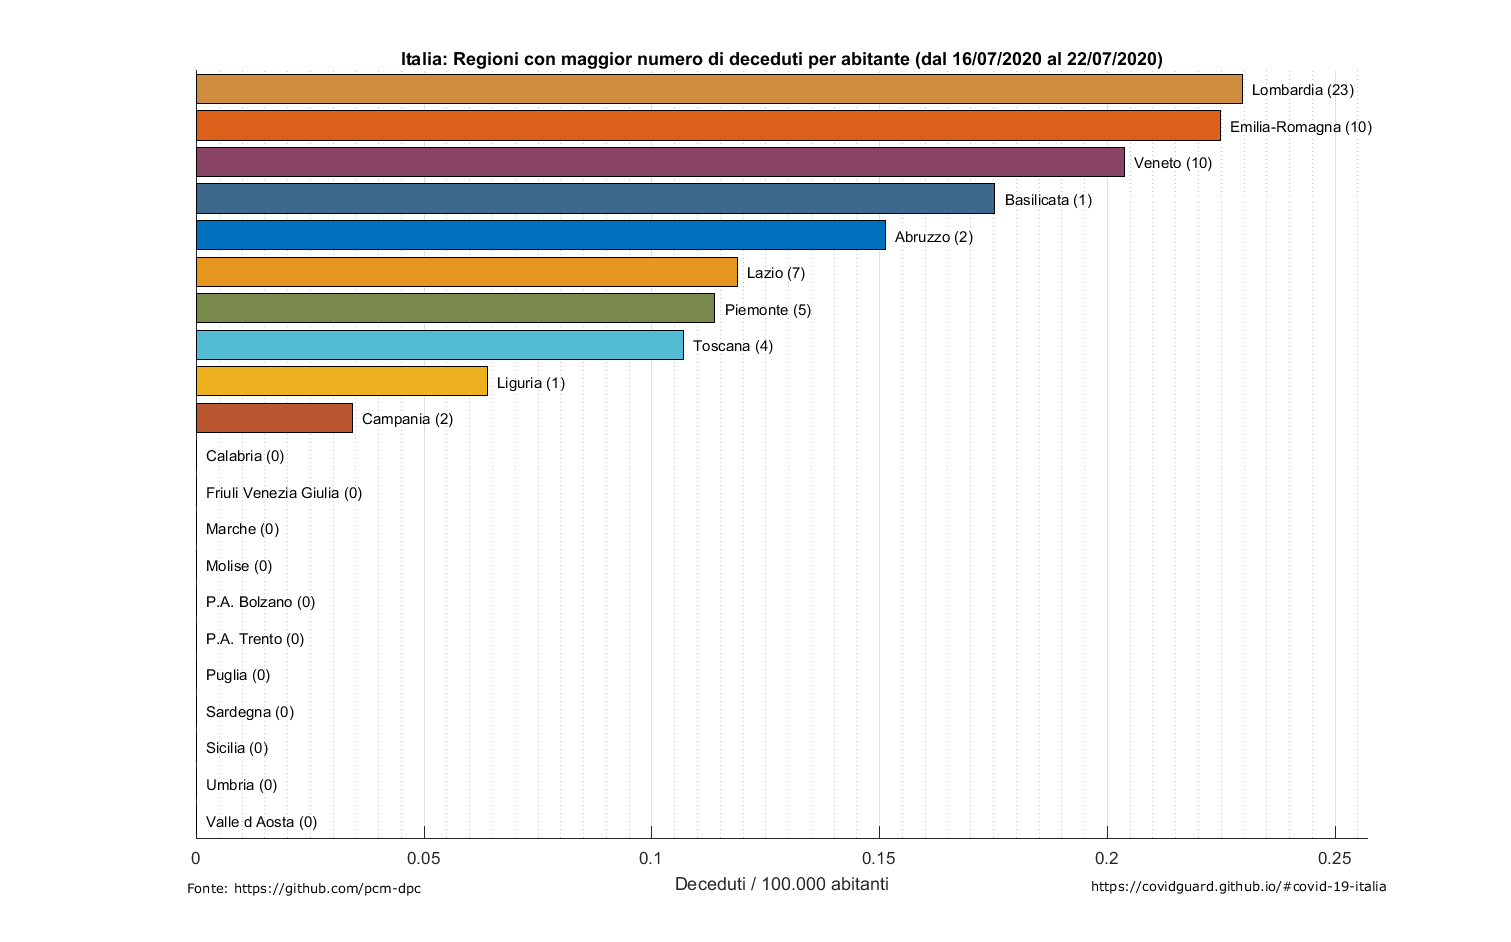 Italia: Regioni con maggior numero di deceduti per abitante (dal 16/07/2020 al 22/07/2020)
Lombardia (23)
Emilia-Romagna (10)
Veneto (10)
Basilicata (1)
Abruzzo (2)
Lazio (7)
Piemonte (5)
Toscana (4)
Liguria (1)
Campania (2)
Calabria (0)
Friuli Venezia Giulia (0)
Marche (0)
Molise (0)
P.A. Bolzano (0)
P.A. Trento (0)
Puglia (0)
Sardegna (0)
Sicilia (0)
Umbria (0)
Valle d Aosta (0)
0 0.05 0.1 0.15 0.2 0.25
Deceduti / 100.000 abitanti
Fonte: https://github.com/pcm-dpc
https://covidguard.github.io/#covid-19-italia